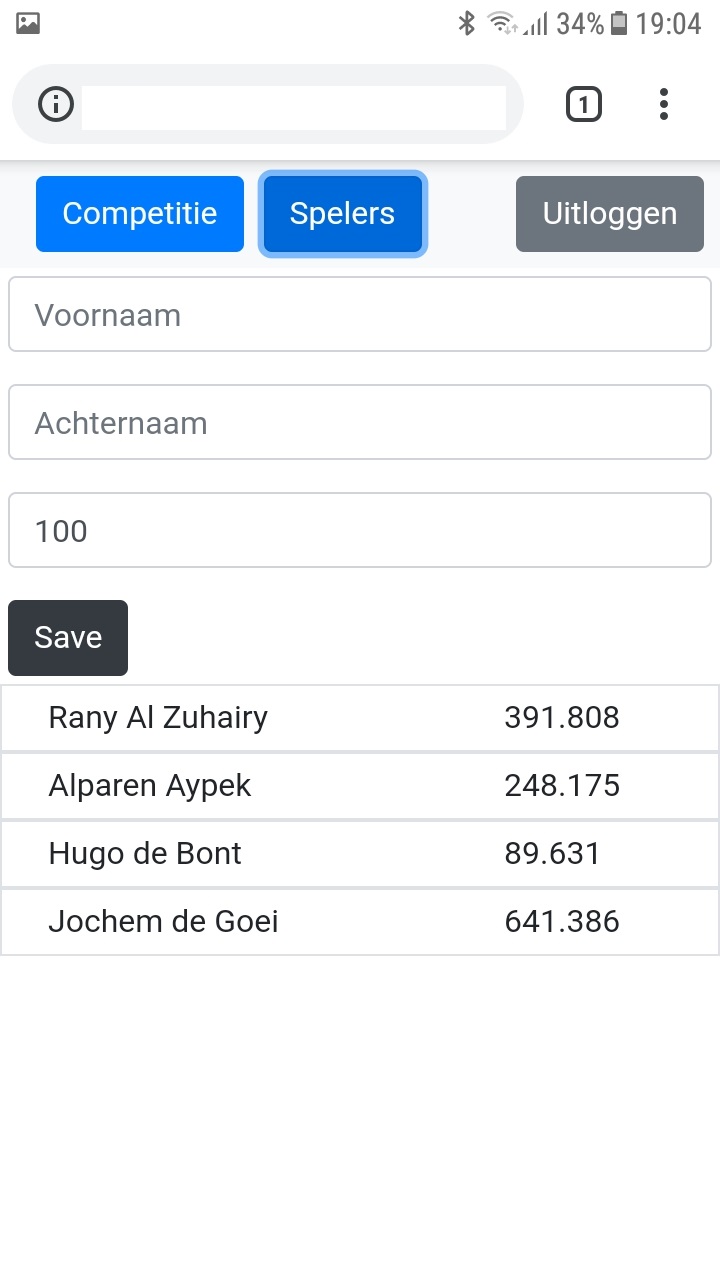 34% 19:04
1
Competitie Spelers Uitloggen
Voornaam
Achternaam
100
Save
Rany Al Zuhairy 391.808
Alparen Aypek 248.175
Hugo de Bont 89.631
Jochem de Goei 641.386